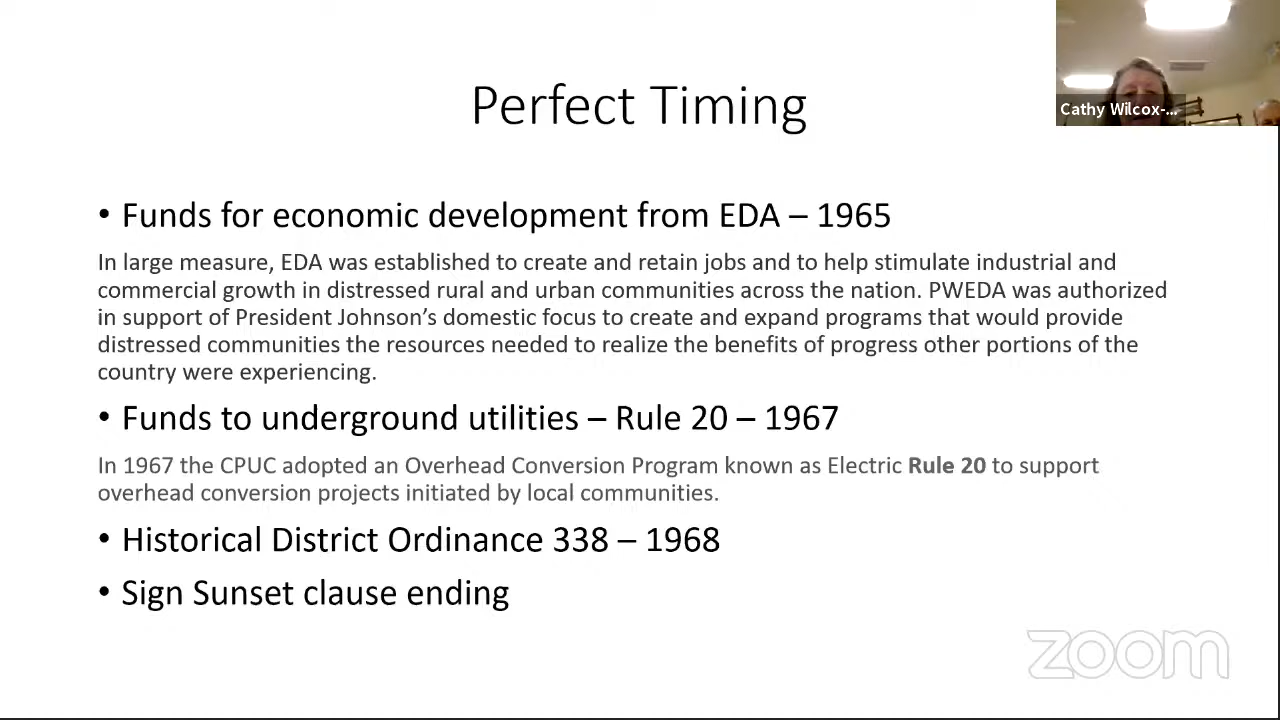 Perfect Timing
Cathy Wilcox-...
• Funds for economic development from EDA – 1965
In large measure, EDA was established to create and retain jobs and to help stimulate industrial and
commercial growth in distressed rural and urban communities across the nation. PWEDA was authorized
in support of President Johnson’s domestic focus to create and expand programs that would provide
distressed communities the resources needed to realize the benefits of progress other portions of the
country were experiencing.
• Funds to underground utilities – Rule 20 – 1967
In 1967 the CPUC adopted an Overhead Conversion Program known as Electric Rule 20 to support
overhead conversion projects initiated by local communities.
• Historical District Ordinance 338 – 1968
• Sign Sunset clause ending
zoom